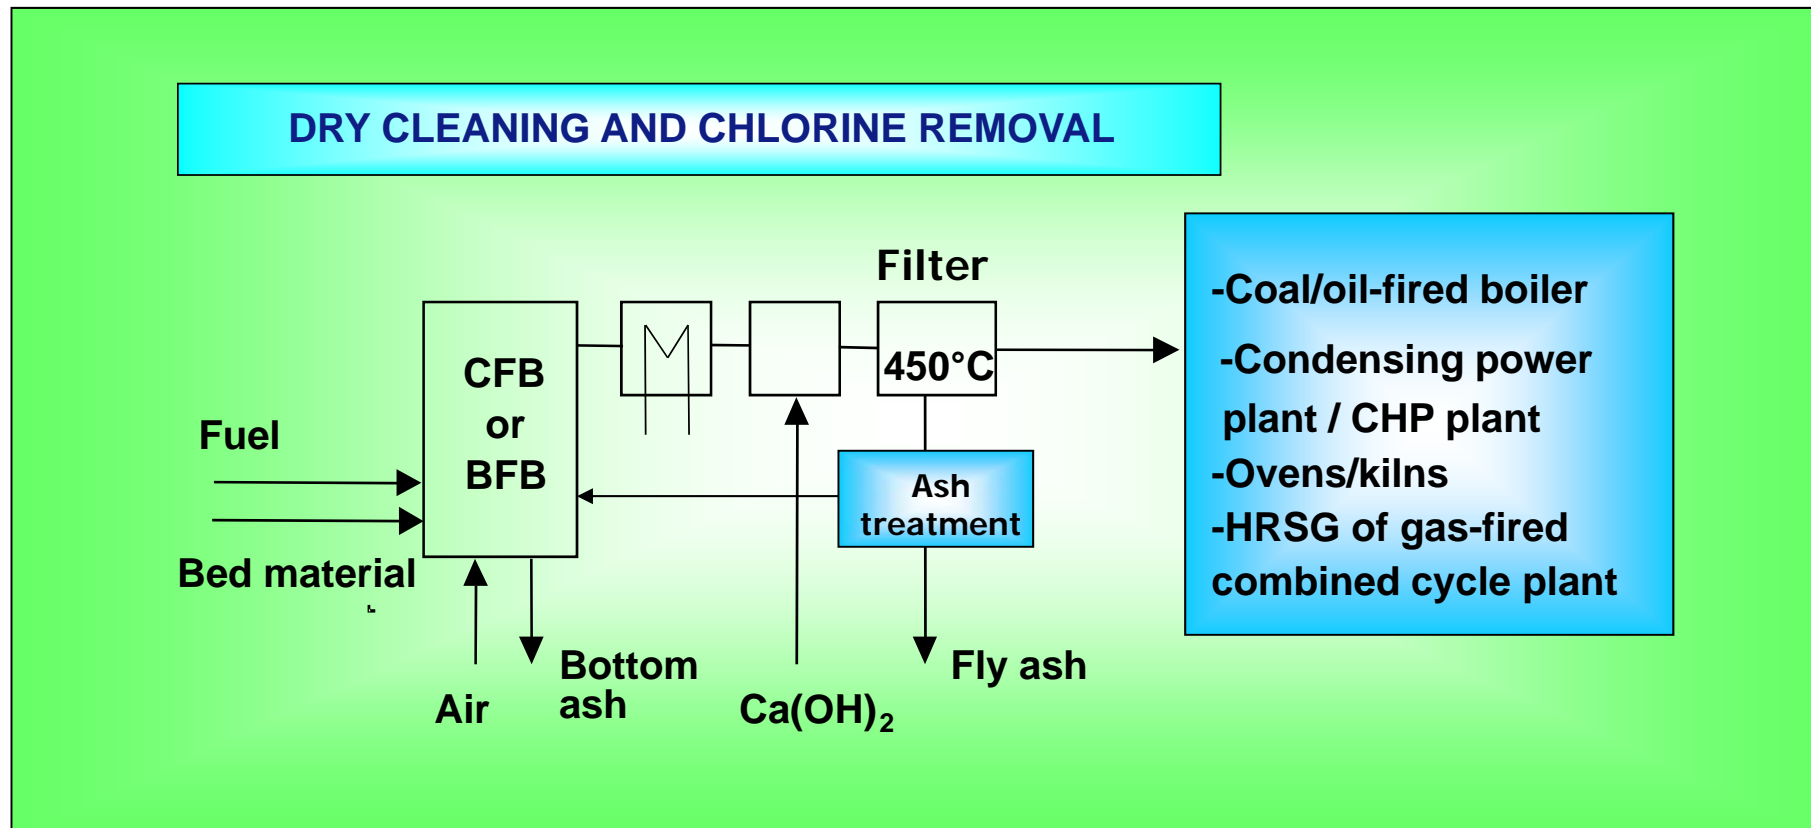 DRY CLEANING AND CHLORINE REMOVAL
Filter
450°C
CFB
or
BFB
Fuel
Bed material
Air
Bottom
ash
Ca(OH)₂
Ash
treatment
Fly ash
-Coal/oil-fired boiler
-Condensing power
plant / CHP plant
-Ovens/kilns
-HRSG of gas-fired
combined cycle plant